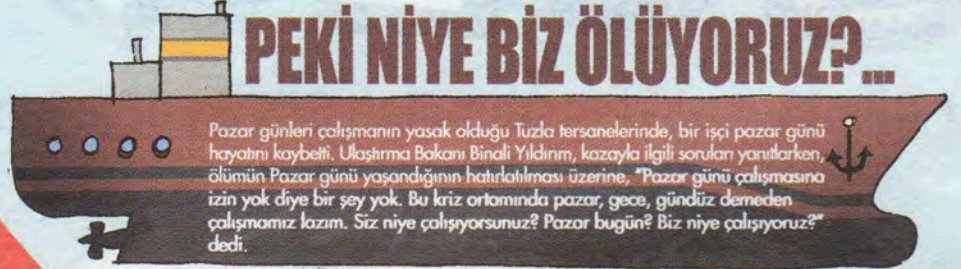 PEKİ NİYE BİZ ÖLÜYORUZ?...
Pazar günleri çalışmanın yasak olduğu Tuzla tersanelerinde, bir işçi pazar günü
hayatını kaybetti. Ulaştırma Bakanı Binali Yıldırım, kazayla ilgili soruları yanıtlarken,
ölümün Pazar günü yaşandığının hatırlatılması üzerine, "Pazar günü çalışmasına
izin yok diye bir şey yok. Bu kriz ortamında pazar, gece, gündüz demeden
çalışmamız lazım. Siz niye çalışıyorsunuz? Pazar bugün? Biz niye çalışıyoruz?"
dedi.